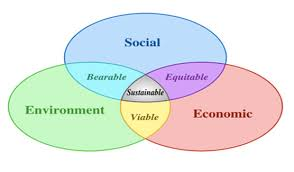 Social
Bearable
Equitable
Sustainable
Environment
Viable
Economic